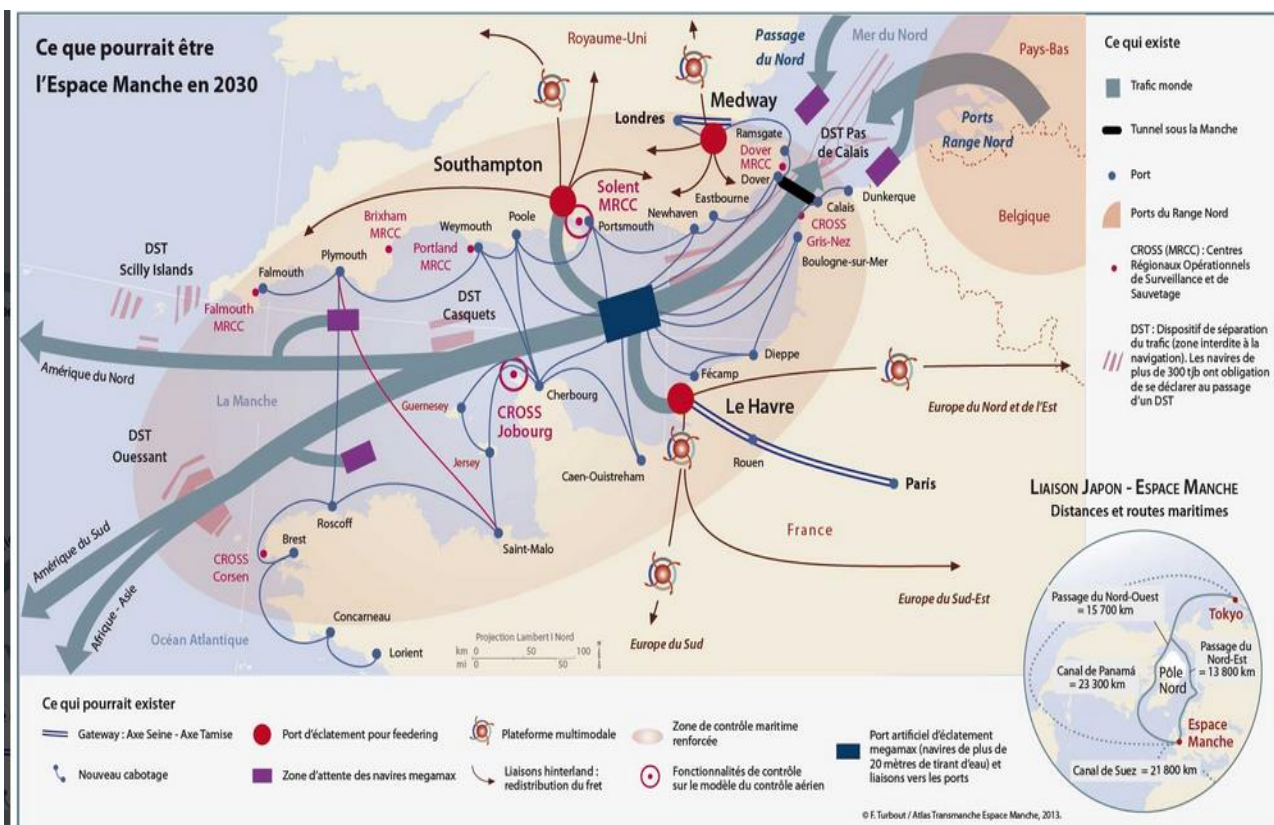 Ce que pourrait être
l'Espace Manche en 2030
Royaume-Uni
Passage
du Nord
Mer du Nord
Pays-Bas
Medway
Londres
Ramsgate
Dover
MRCC
Dover
DST Pas
de Calais
Ports
Range Nord
Southampton
Solent
MRCC
Eastbourne
Newhaven
Calais
Dunkerque
Belgique
CROSS
Gris-Nez
Boulogne-sur-Mer
Brixham
MRCC
Weymouth
Poole
Portsmouth
Portland
MRCC
DST
Scilly Islands
Plymouth
Falmouth
Falmouth
MRCC
DST
Casquets
Amérique du Nord
La Manche
Dieppe
Fécamp
Cherbourg
Guernesey
CROSS
Jobourg
Le Havre
Europe du Nord et de l'Est
DST
Ouessant
Jersey
Caen-Ouistreham
Rouen
Paris
Roscoff
Saint-Malo
France
Amérique du Sud
Brest
CROSS
Corsen
Afrique - Asie
Europe du Sud-Est
Concarneau
Océan Atlantique
Lorient
Projection Lambert I Nord
km 0 50 100
mi 0 50
Europe du Sud
Ce qui existe
Trafic monde
Tunnel sous la Manche
Port
Ports du Range Nord
CROSS (MRCC) : Centres
Régionaux Opérationnels
de Surveillance et de
Sauvetage
DST : Dispositif de séparation
du trafic (zone interdite à la
navigation). Les navires de
plus de 300 tjb ont obligation
de se déclarer au passage
d'un DST
LIAISON JAPON - ESPACE MANCHE
Distances et routes maritimes
Passage du Nord-Ouest
= 15 700 km
Tokyo
Passage du
Nord-Est
= 13 800 km
Canal de Panamá
= 23 300 km
Pôle
Nord
Espace
Manche
Canal de Suez = 21 800 km
Ce qui pourrait exister
Gateway : Axe Seine - Axe Tamise
Port d'éclatement pour feedering
Plateforme multimodale
Zone de contrôle maritime
renforcée
Port artificiel d'éclatement
megamax (navires de plus de
20 mètres de tirant d'eau) et
liaisons vers les ports
Nouveau cabotage
Zone d'attente des navires megamax
Liaisons hinterland :
redistribution du fret
Fonctionnalités de contrôle
sur le modèle du contrôle aérien
© F. Turbout / Atlas Transmanche Espace Manche, 2013.